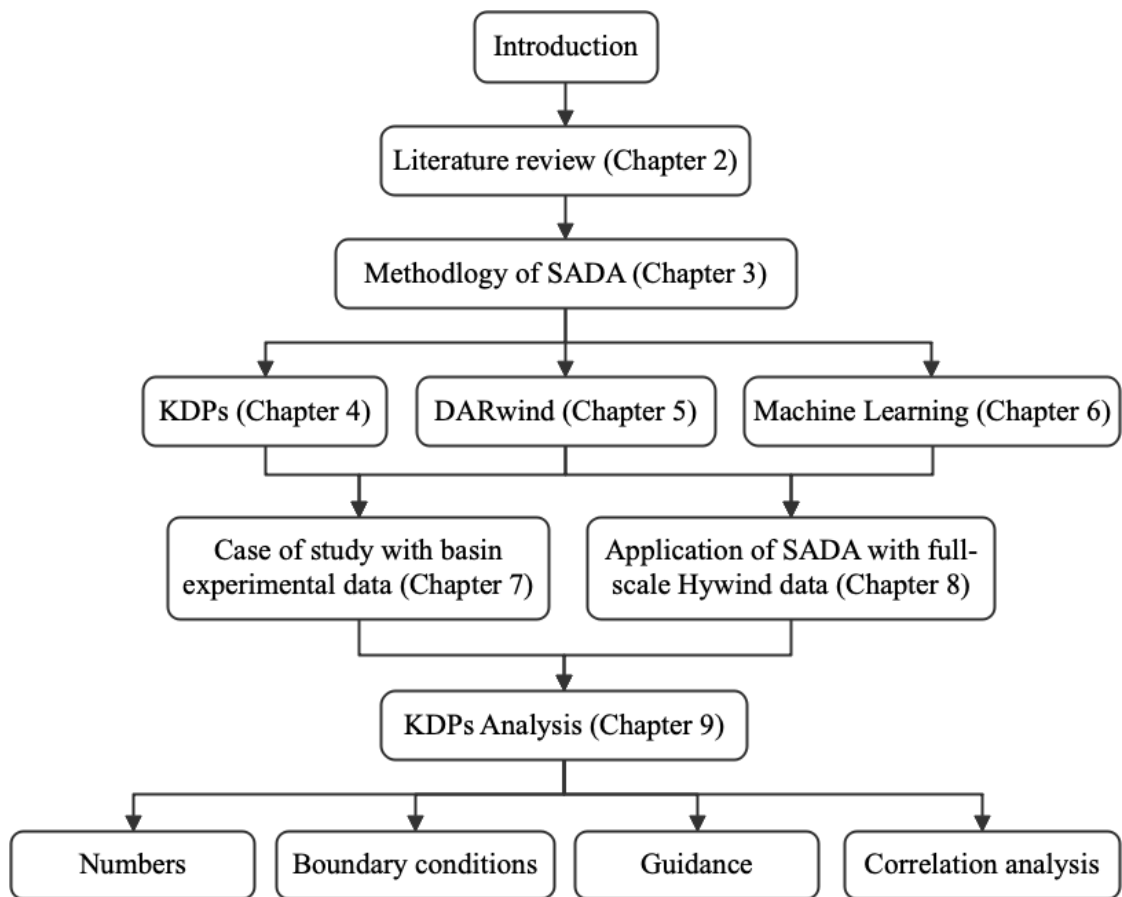 Introduction
Literature review (Chapter 2)
Methdlogy of SADA (Chapter 3)
KDPs (Chapter 4)
DARwind (Chapter 5)
Machine Learning (Chapter 6)
Case of study with basin
experimental data (Chapter 7)
Application of SADA with full-
scale Hywind data (Chapter 8)
KDPs Analysis (Chapter 9)
Numbers
Boundary conditions
Guidance
Correlation analysis